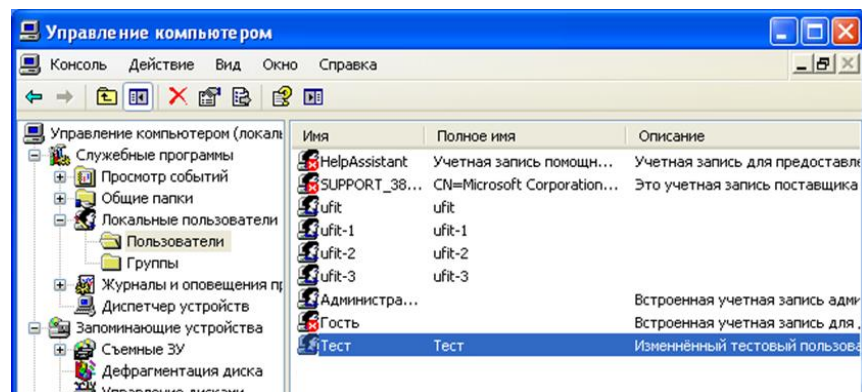 Управление компьютером
Консоль Действие Вид Окно Справка
Управление компьютером (локаль
Служебные программы
Просмотр событий
Общие папки
Локальные пользователи
Пользователи
Группы
Журналы и оповещения пр
Диспетчер устройств
Запоминающие устройства
Съемные ЗУ
Дефрагментация диска
Управление дисками
Имя Полное имя Описание
HelpAssistant Учетная запись помощн... Учетная запись для предоставле
SUPPORT_38... CN=Microsoft Corporation... Это учетная запись поставщика
ufit ufit
ufit-1 ufit-1
ufit-2 ufit-2
ufit-3 ufit-3
Администра... Встроенная учетная запись адми
Гость Встроенная учетная запись для
Тест Тест Изменнённый тестовый пользова